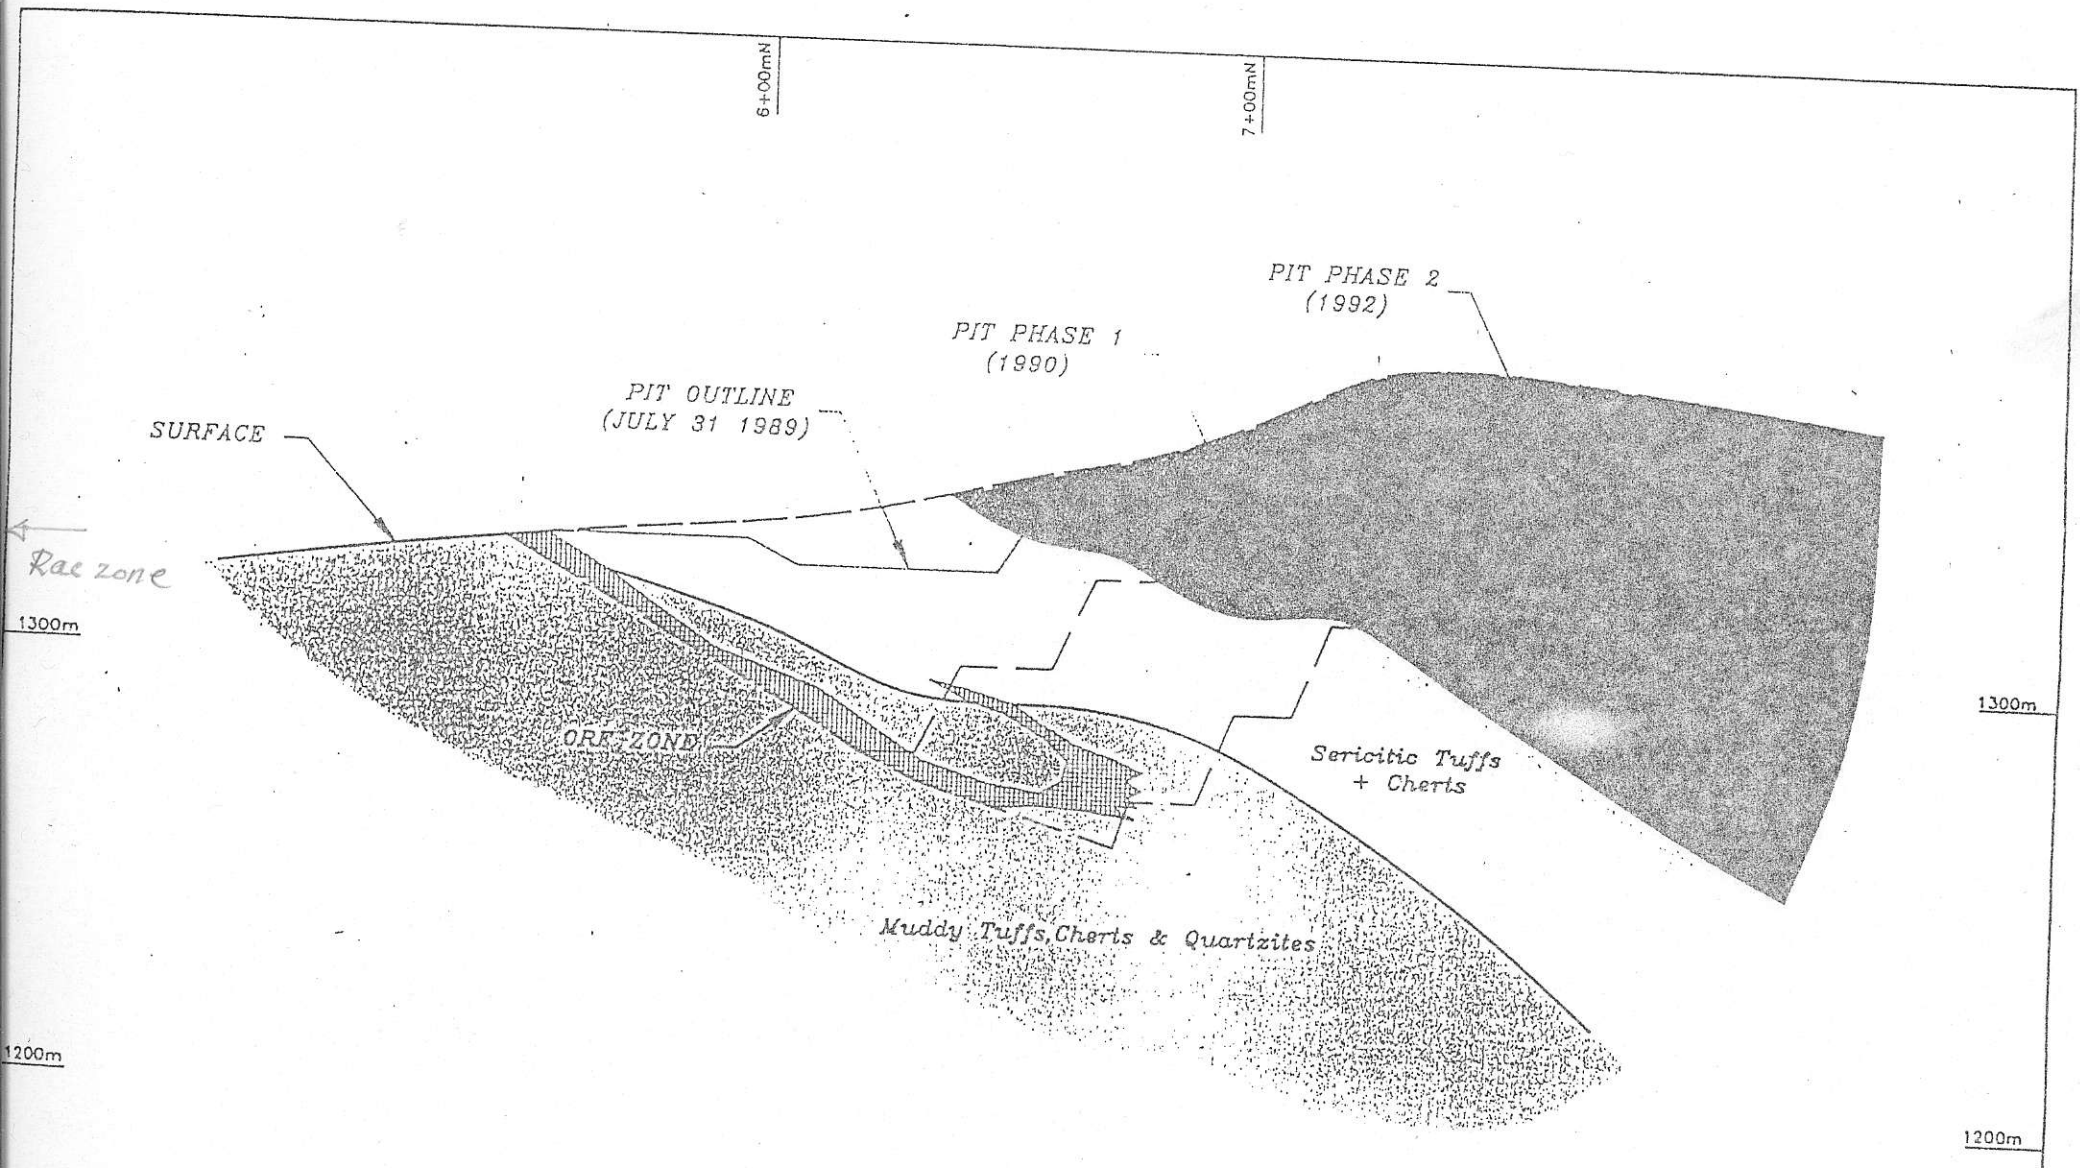 6+00mN
7+00mN
PIT PHASE 2
(1992)
PIT PHASE 1
(1990)
PIT OUTLINE
(JULY 31 1989)
SURFACE
Rae zone
1300m
1300m
ORE ZONE
Sericitic Tuffs
+ Cherts
Muddy Tuffs, Cherts & Quartzites
1200m
1200m